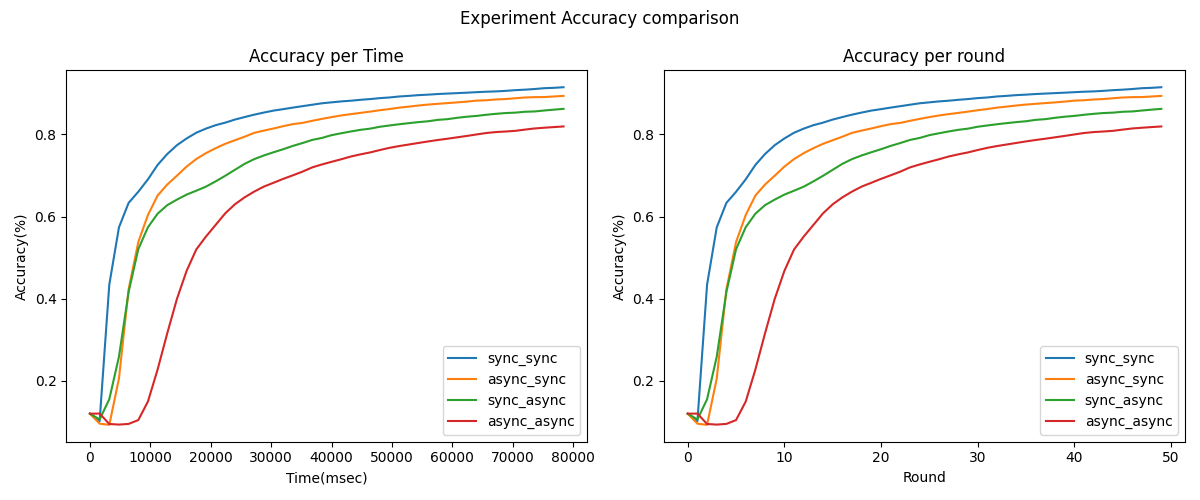 Experiment Accuracy comparison
Accuracy per Time
Accuracy(%)
0.8
0.6
0.4
0.2
0 10000 20000 30000 40000 50000 60000 70000 80000
Time(msec)
sync_sync
async_sync
sync_async
async_async
Accuracy per round
Accuracy(%)
0.8
0.6
0.4
0.2
0 10 20 30 40 50
Round
sync_sync
async_sync
sync_async
async_async